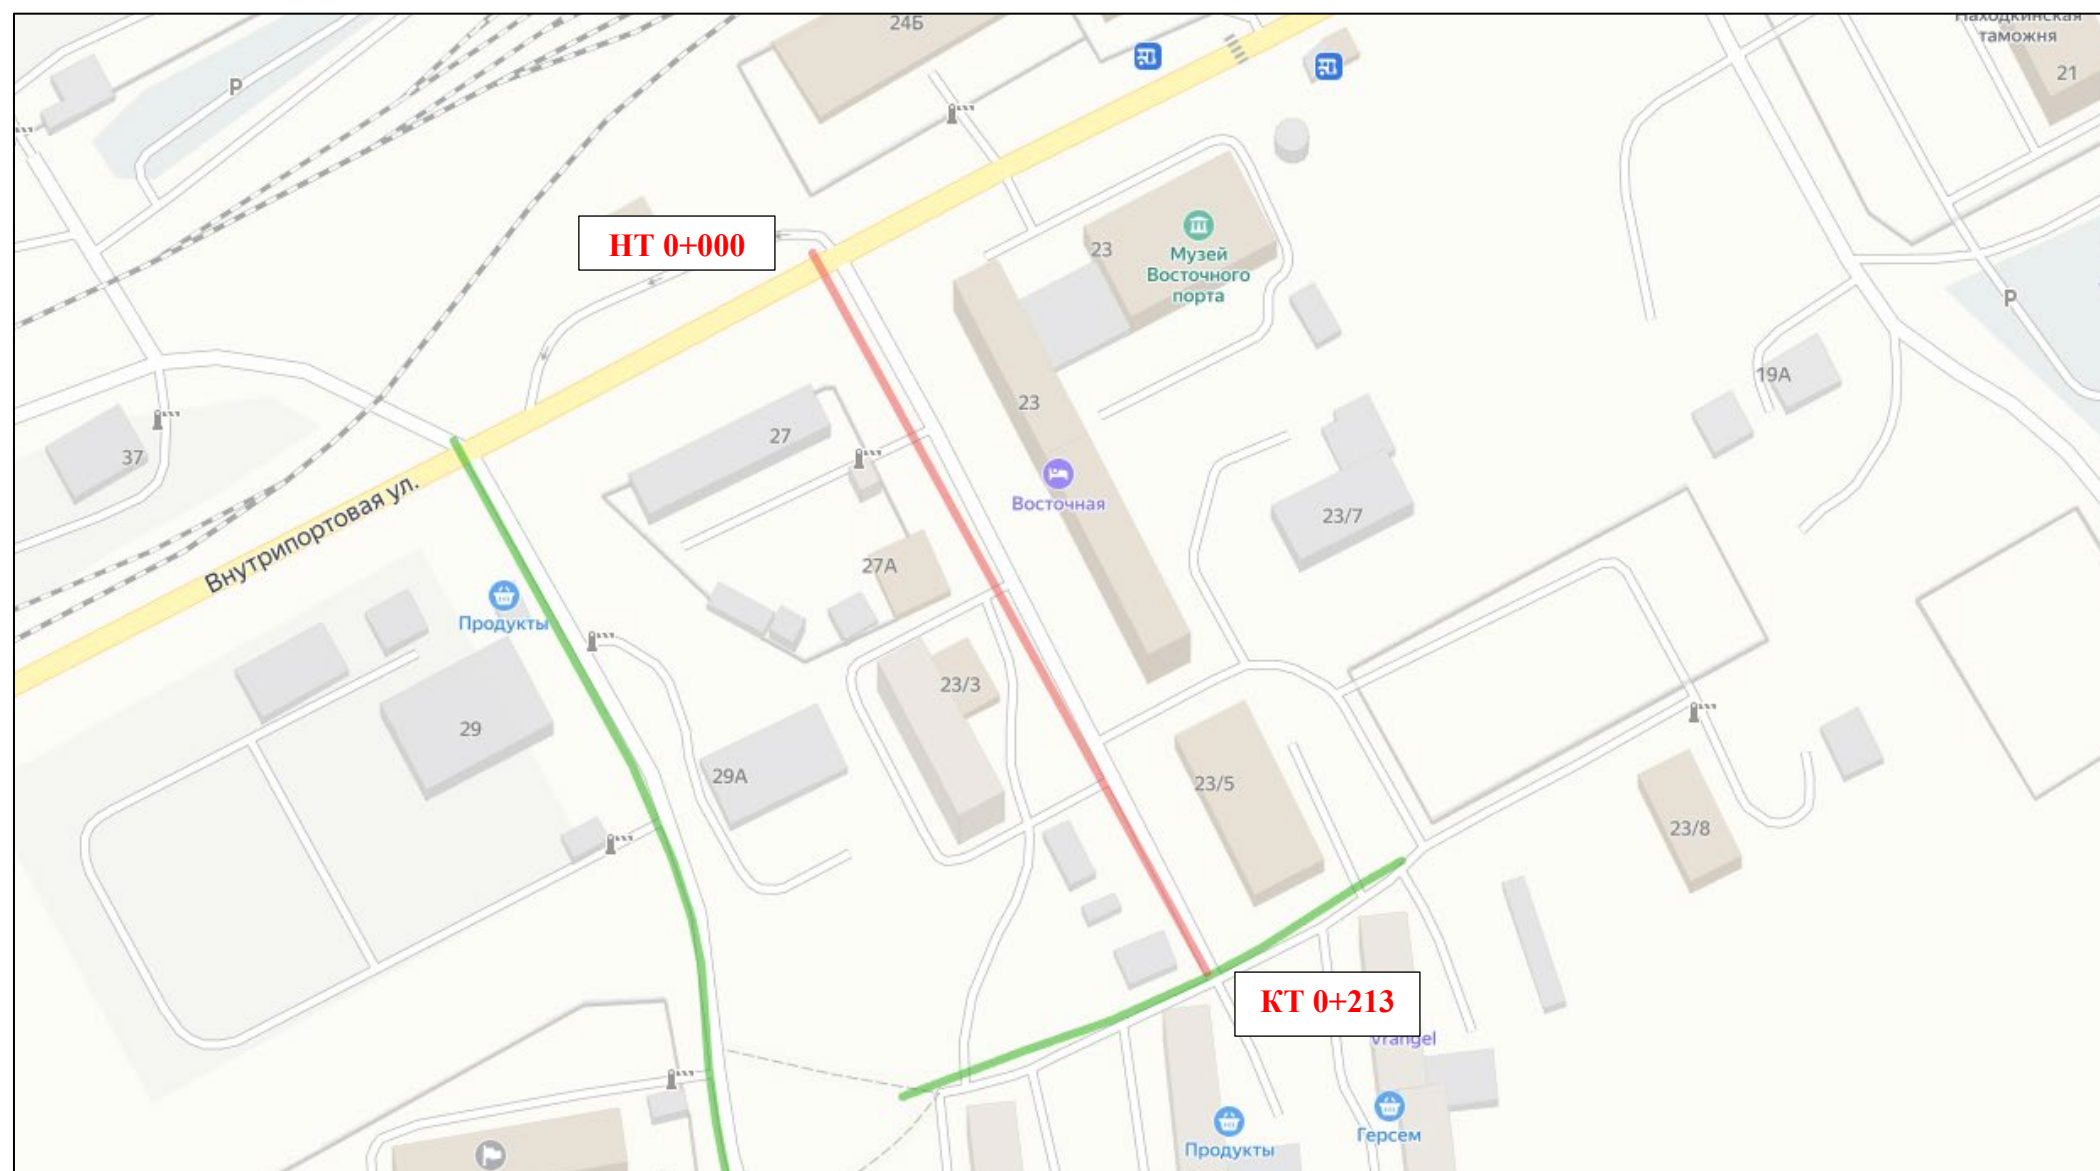 24Б
Находкинская
таможня
21
P
НТ 0+000
23
Музей
Восточного
порта
P
19А
23
27
37
Восточная
23/7
Внутрипортовая ул.
27А
Продукты
23/3
29
29А
23/5
23/8
КТ 0+213
Vrangel
Продукты
Герсем